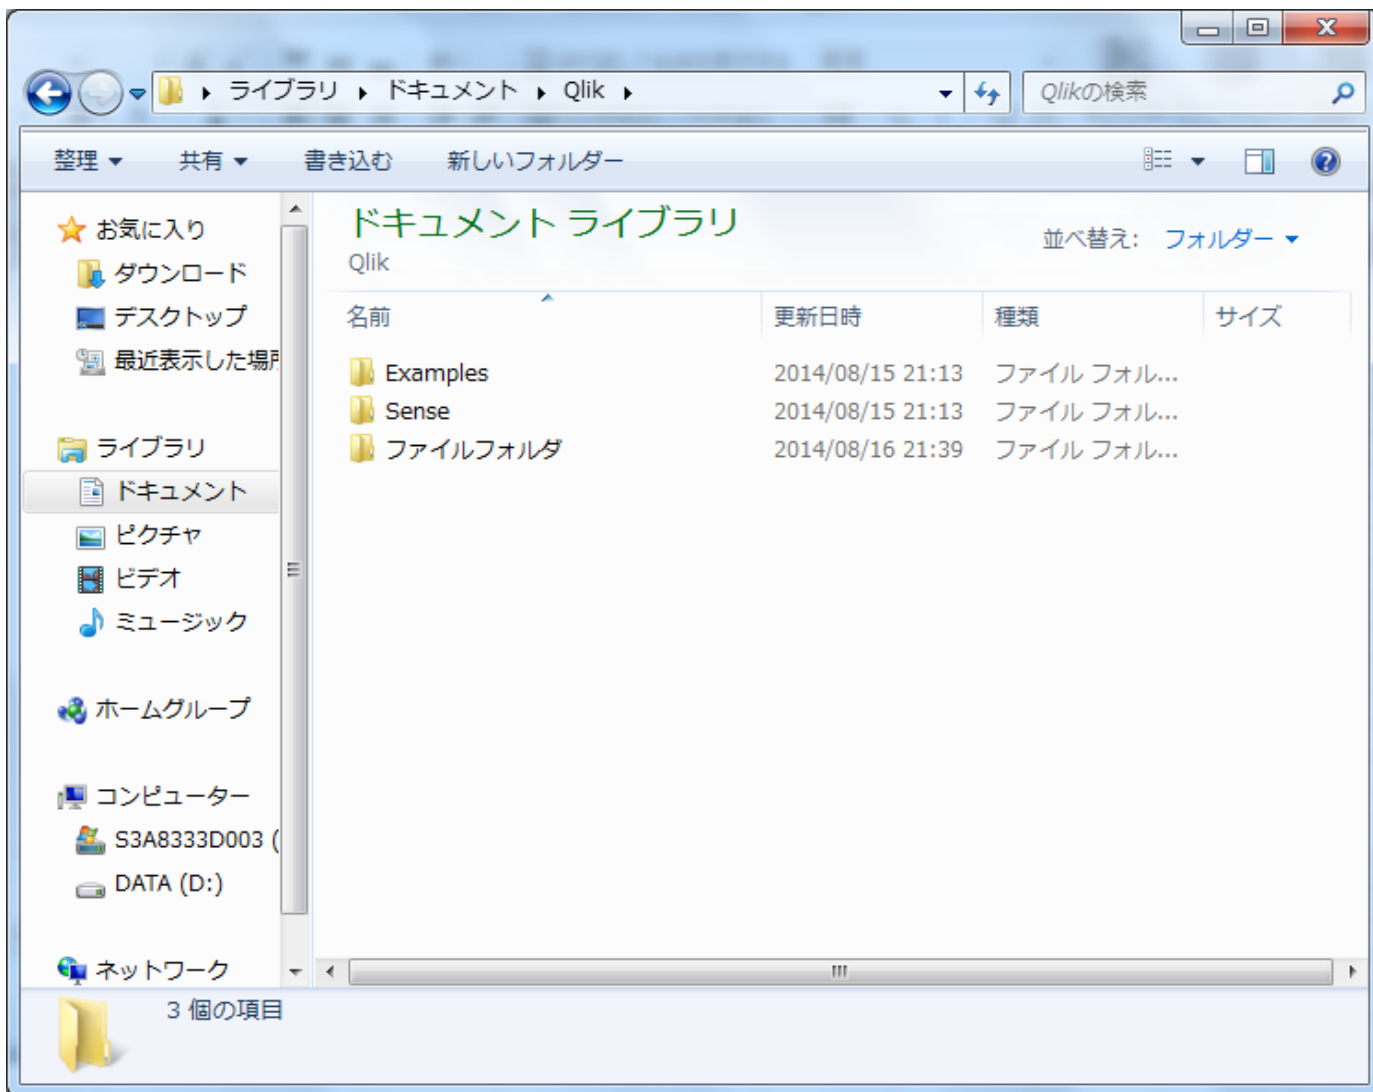 ライブラリ ドキュメント Qlik Qlikの検索
整理 共有 書き込む 新しいフォルダー
お気に入り
ダウンロード
デスクトップ
最近表示した場所
ライブラリ
ドキュメント
ピクチャ
ビデオ
ミュージック
ホームグループ
コンピューター
S3A8333D003 (
DATA (D:)
ネットワーク
ドキュメント ライブラリ
Qlik
並べ替え: フォルダー
名前 更新日時 種類 サイズ
Examples 2014/08/15 21:13 ファイル フォル...
Sense 2014/08/15 21:13 ファイル フォル...
ファイルフォルダ 2014/08/16 21:39 ファイル フォル...
3 個の項目